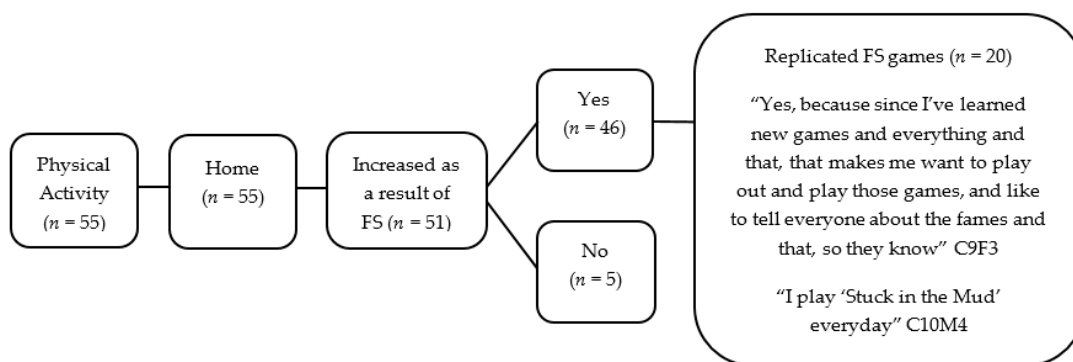 Physical
Activity
(n = 55)
Home
(n = 55)
Increased as
a result of
FS (n = 51)
Yes
(n = 46)
No
(n = 5)
Replicated FS games (n = 20)
“Yes, because since I’ve learned
new games and everything and
that, that makes me want to play
out and play those games, and like
to tell everyone about the fames and
that, so they know” C9F3
“I play ‘Stuck in the Mud’
everyday” C10M4